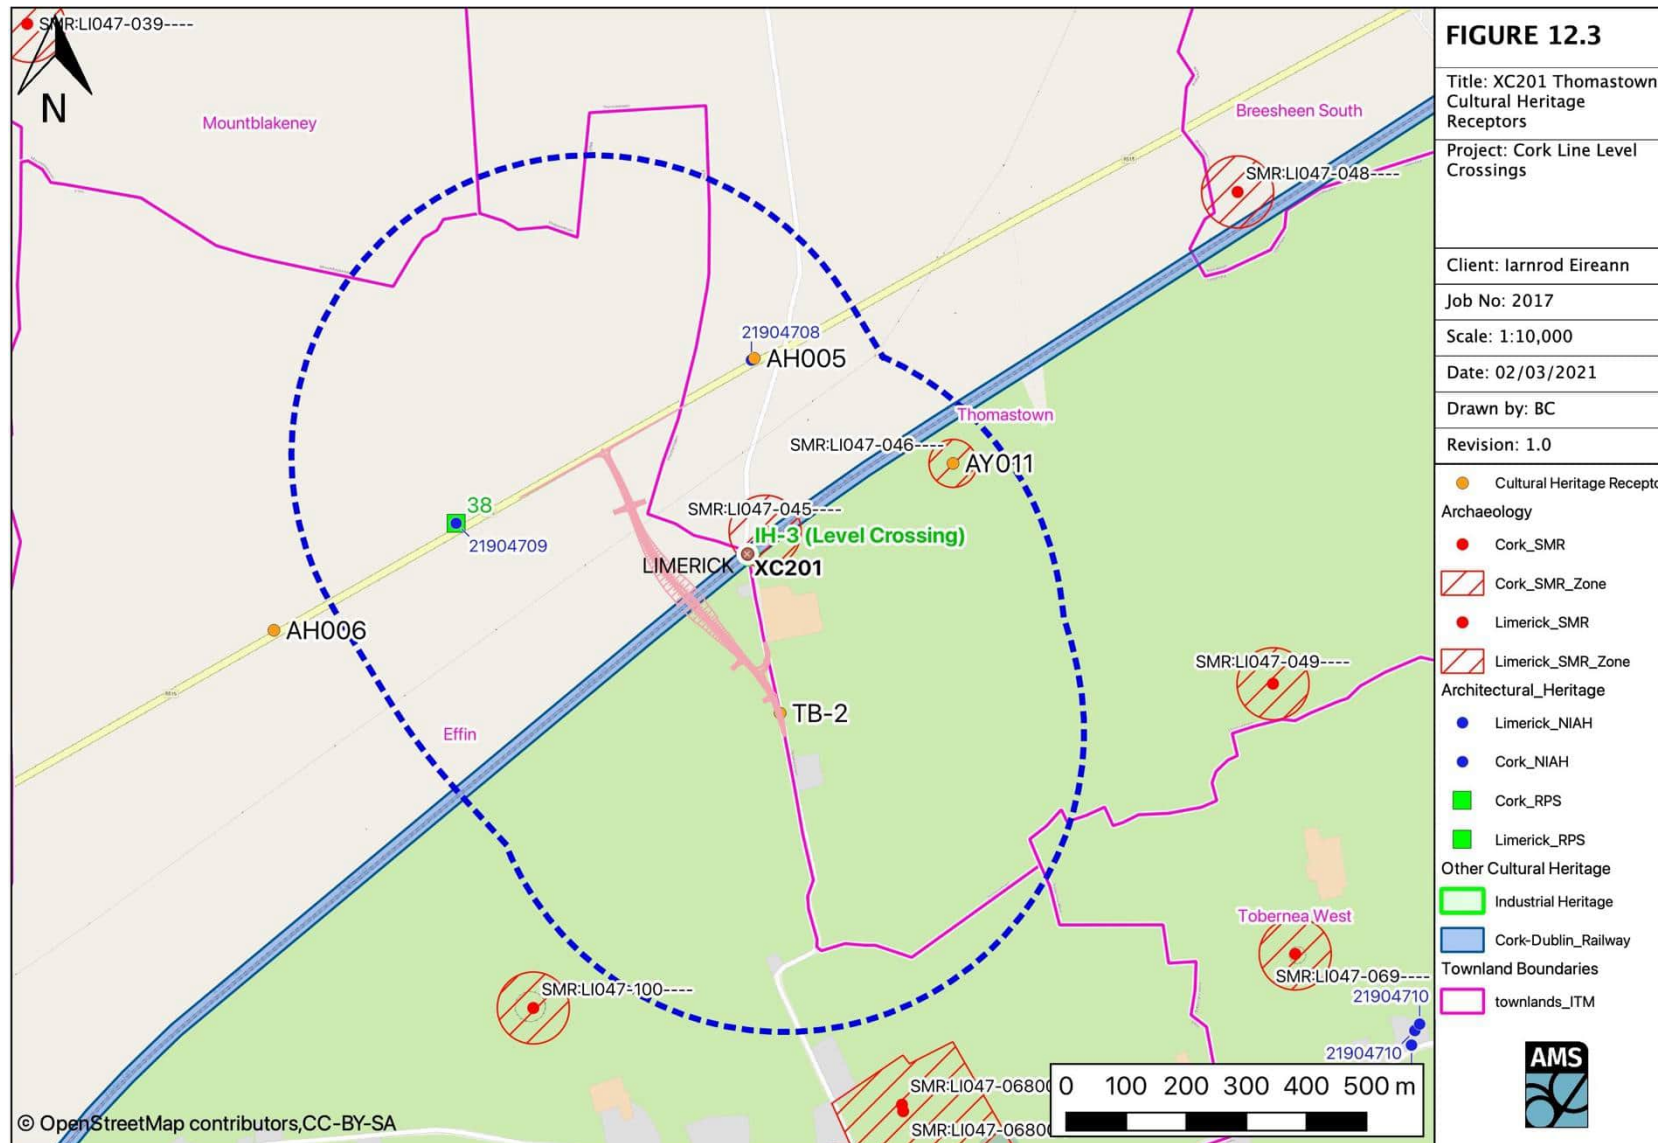 SMR:LI047-039----
N
Mountblakeney
Breesheen South
SMR:LI047-048----
21904708
AH005
Thomastown
SMR:LI047-046----
AY011
38
21904709
SMR:LI047-045----
IH-3 (Level Crossing)
LIMERICK
XC201
AH006
SMR:LI047-049----
TB-2
Effin
Tobernea West
SMR:LI047-069----
SMR:LI047-100----
21904710
21904710
SMR:LI047-06800
SMR:LI047-06800
0 100 200 300 400 500 m
© OpenStreetMap contributors,CC-BY-SA
FIGURE 12.3
Title: XC201 Thomastown
Cultural Heritage
Receptors
Project: Cork Line Level
Crossings
Client: Iarnrod Eireann
Job No: 2017
Scale: 1:10,000
Date: 02/03/2021
Drawn by: BC
Revision: 1.0
Cultural Heritage Recepto
Archaeology
Cork_SMR
Cork_SMR_Zone
Limerick_SMR
Limerick_SMR_Zone
Architectural_Heritage
Limerick_NIAH
Cork_NIAH
Cork_RPS
Limerick_RPS
Other Cultural Heritage
Industrial Heritage
Cork-Dublin_Railway
Townland Boundaries
townlands_ITM
AMS